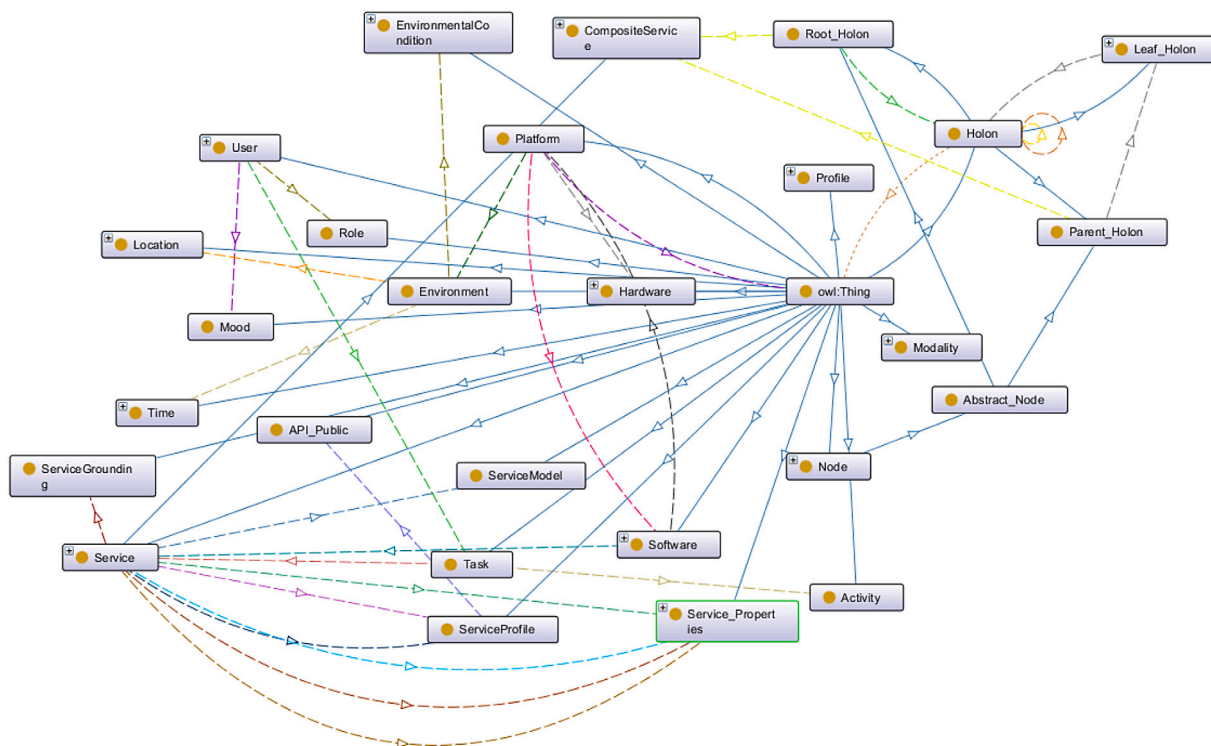 EnvironmentalCo
ndition
CompositeServic
e
Root_Holon
Leaf_Holon
User
Platform
Holon
Profile
Role
Parent_Holon
Location
Environment
Hardware
owl:Thing
Mood
Modality
Time
API_Public
Abstract_Node
ServiceGroundin
g
ServiceModel
Node
Service
Task
Software
Activity
ServiceProfile
Service_Propert
ies